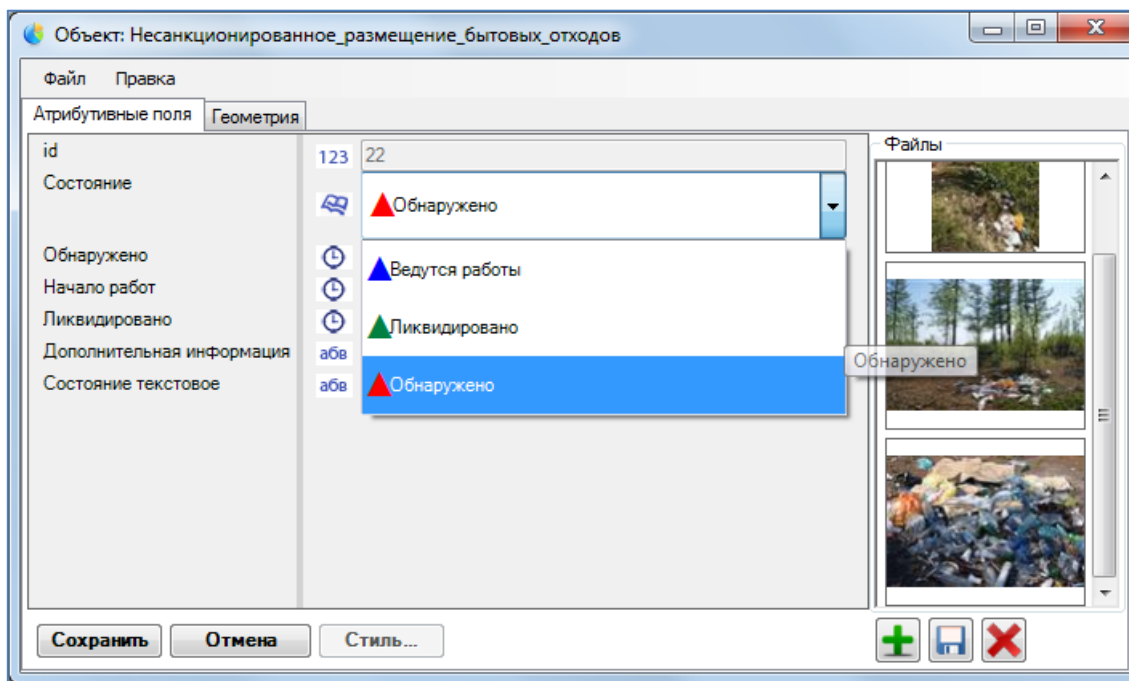 Объект: Несанкционированное_размещение_бытовых_отходов
Файл Правка
Атрибутивные поля Геометрия
id 123 22
Состояние
Обнаружено
Обнаружено
Начало работ
Ликвидировано
Дополнительная информация абв
Состояние текстовое абв
Ведутся работы
Ликвидировано
Обнаружено
Обнаружено
Файлы
Сохранить Отмена Стиль...